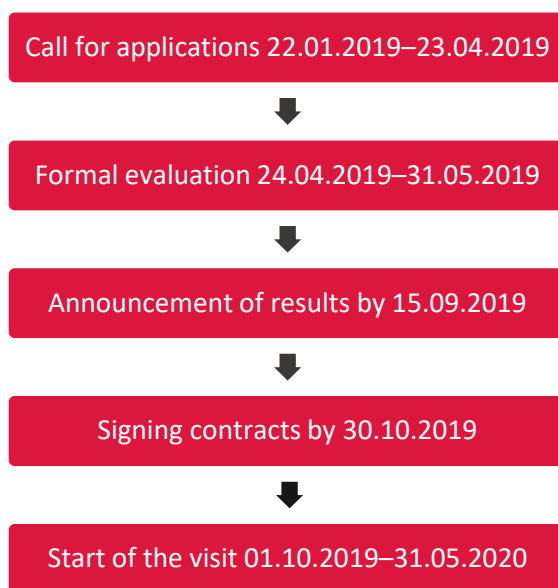 Call for applications 22.01.2019–23.04.2019
Formal evaluation 24.04.2019–31.05.2019
Announcement of results by 15.09.2019
Signing contracts by 30.10.2019
Start of the visit 01.10.2019–31.05.2020